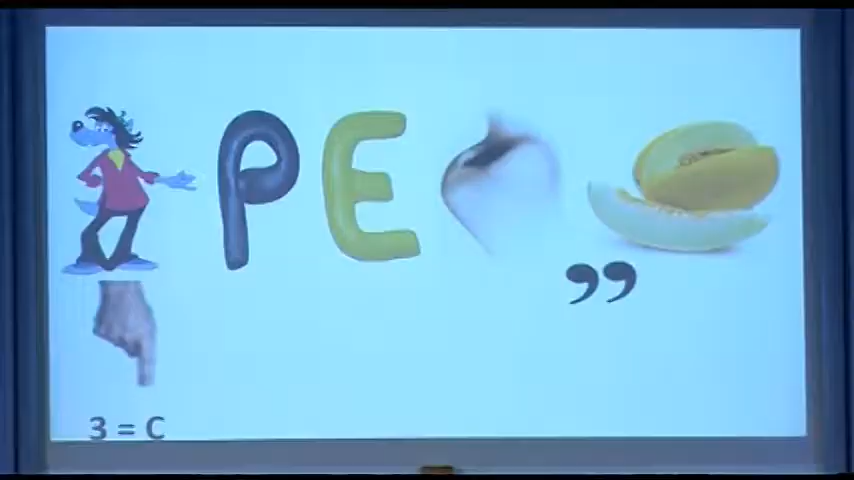 РЕ
,,
3 = С